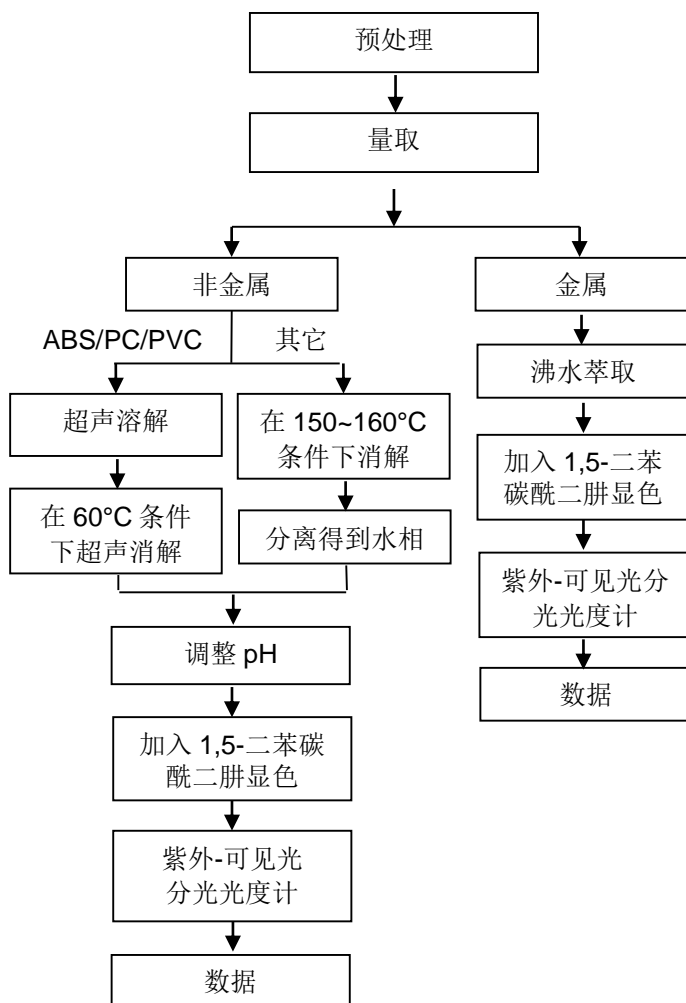 预处理
量取
非金属
金属
ABS/PC/PVC
其它
沸水萃取
超声溶解
在 150~160°C
条件下消解
加入 1,5-二苯
碳酰二肼显色
在 60°C 条件
下超声消解
分离得到水相
紫外-可见光分
光光度计
调整 pH
数据
加入 1,5-二苯碳
酰二肼显色
紫外-可见光
分光光度计
数据